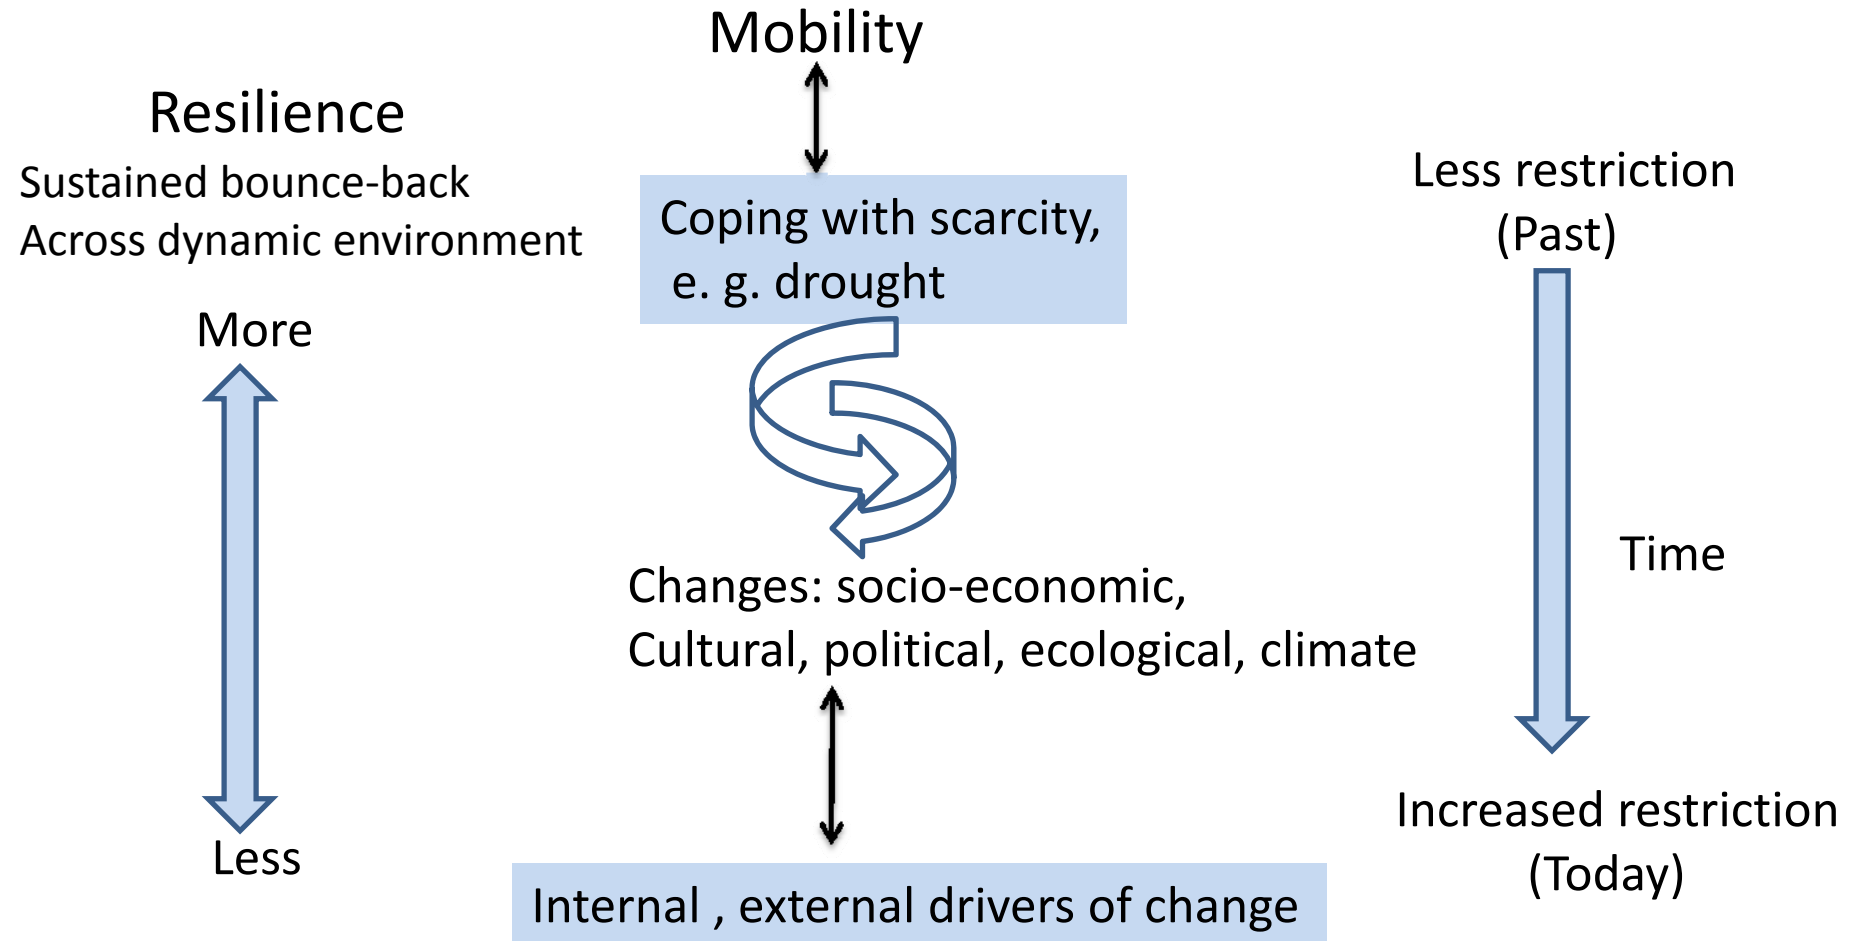 Mobility
Resilience
Sustained bounce-back
Across dynamic environment
More
Less
Coping with scarcity,
e. g. drought
Changes: socio-economic,
Cultural, political, ecological, climate
Internal , external drivers of change
Less restriction
(Past)
Time
Increased restriction
(Today)